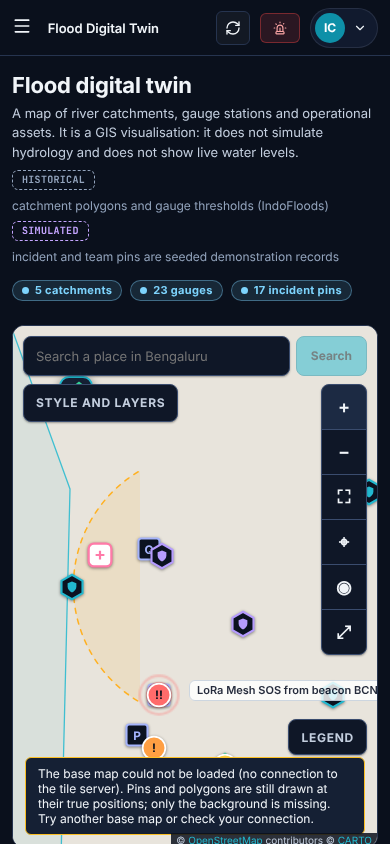 Flood Digital Twin
IC
Flood digital twin
A map of river catchments, gauge stations and operational
assets. It is a GIS visualisation: it does not simulate
hydrology and does not show live water levels.
HISTORICAL
catchment polygons and gauge thresholds (IndoFloods)
SIMULATED
incident and team pins are seeded demonstration records
5 catchments
23 gauges
17 incident pins
Search a place in Bengaluru
Search
STYLE AND LAYERS
LoRa Mesh SOS from beacon BCN
P
LEGEND
The base map could not be loaded (no connection to
the tile server). Pins and polygons are still drawn at
their true positions; only the background is missing.
Try another base map or check your connection.
© OpenStreetMap contributors © CARTO